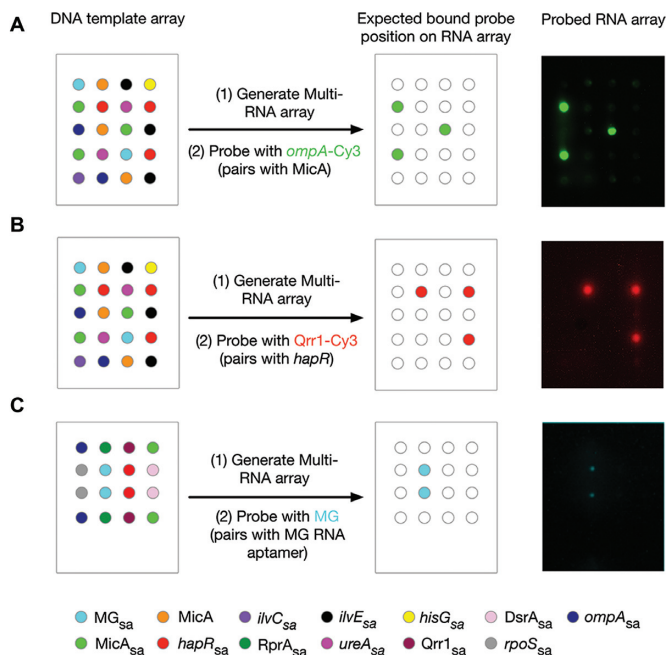 DNA template array
Expected bound probe
position on RNA array
Probed RNA array
A
(1) Generate Multi-
RNA array
(2) Probe with ompA-Cy3
(pairs with MicA)
B
(1) Generate Multi-
RNA array
(2) Probe with Qrr1-Cy3
(pairs with hapR)
C
(1) Generate Multi-
RNA array
(2) Probe with MG
(pairs with MG RNA
aptamer)
MGsa MicA ilvCsa ilvEsa hisGsa DsrAsa ompAsa
MicAsa hapRsa RprAsa ureAsa Qrr1sa rpoSsa